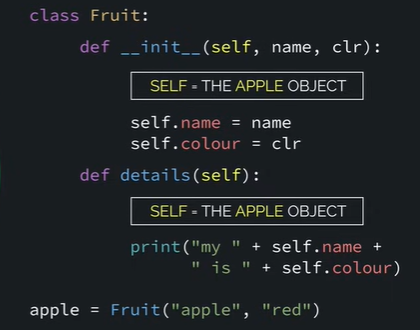 class Fruit:
def __init__(self, name, clr):
SELF = THE APPLE OBJECT
self.name = name
self.colour = clr
def details(self):
SELF = THE APPLE OBJECT
print("my " + self.name +
" is " + self.colour)
apple = Fruit("apple", "red")